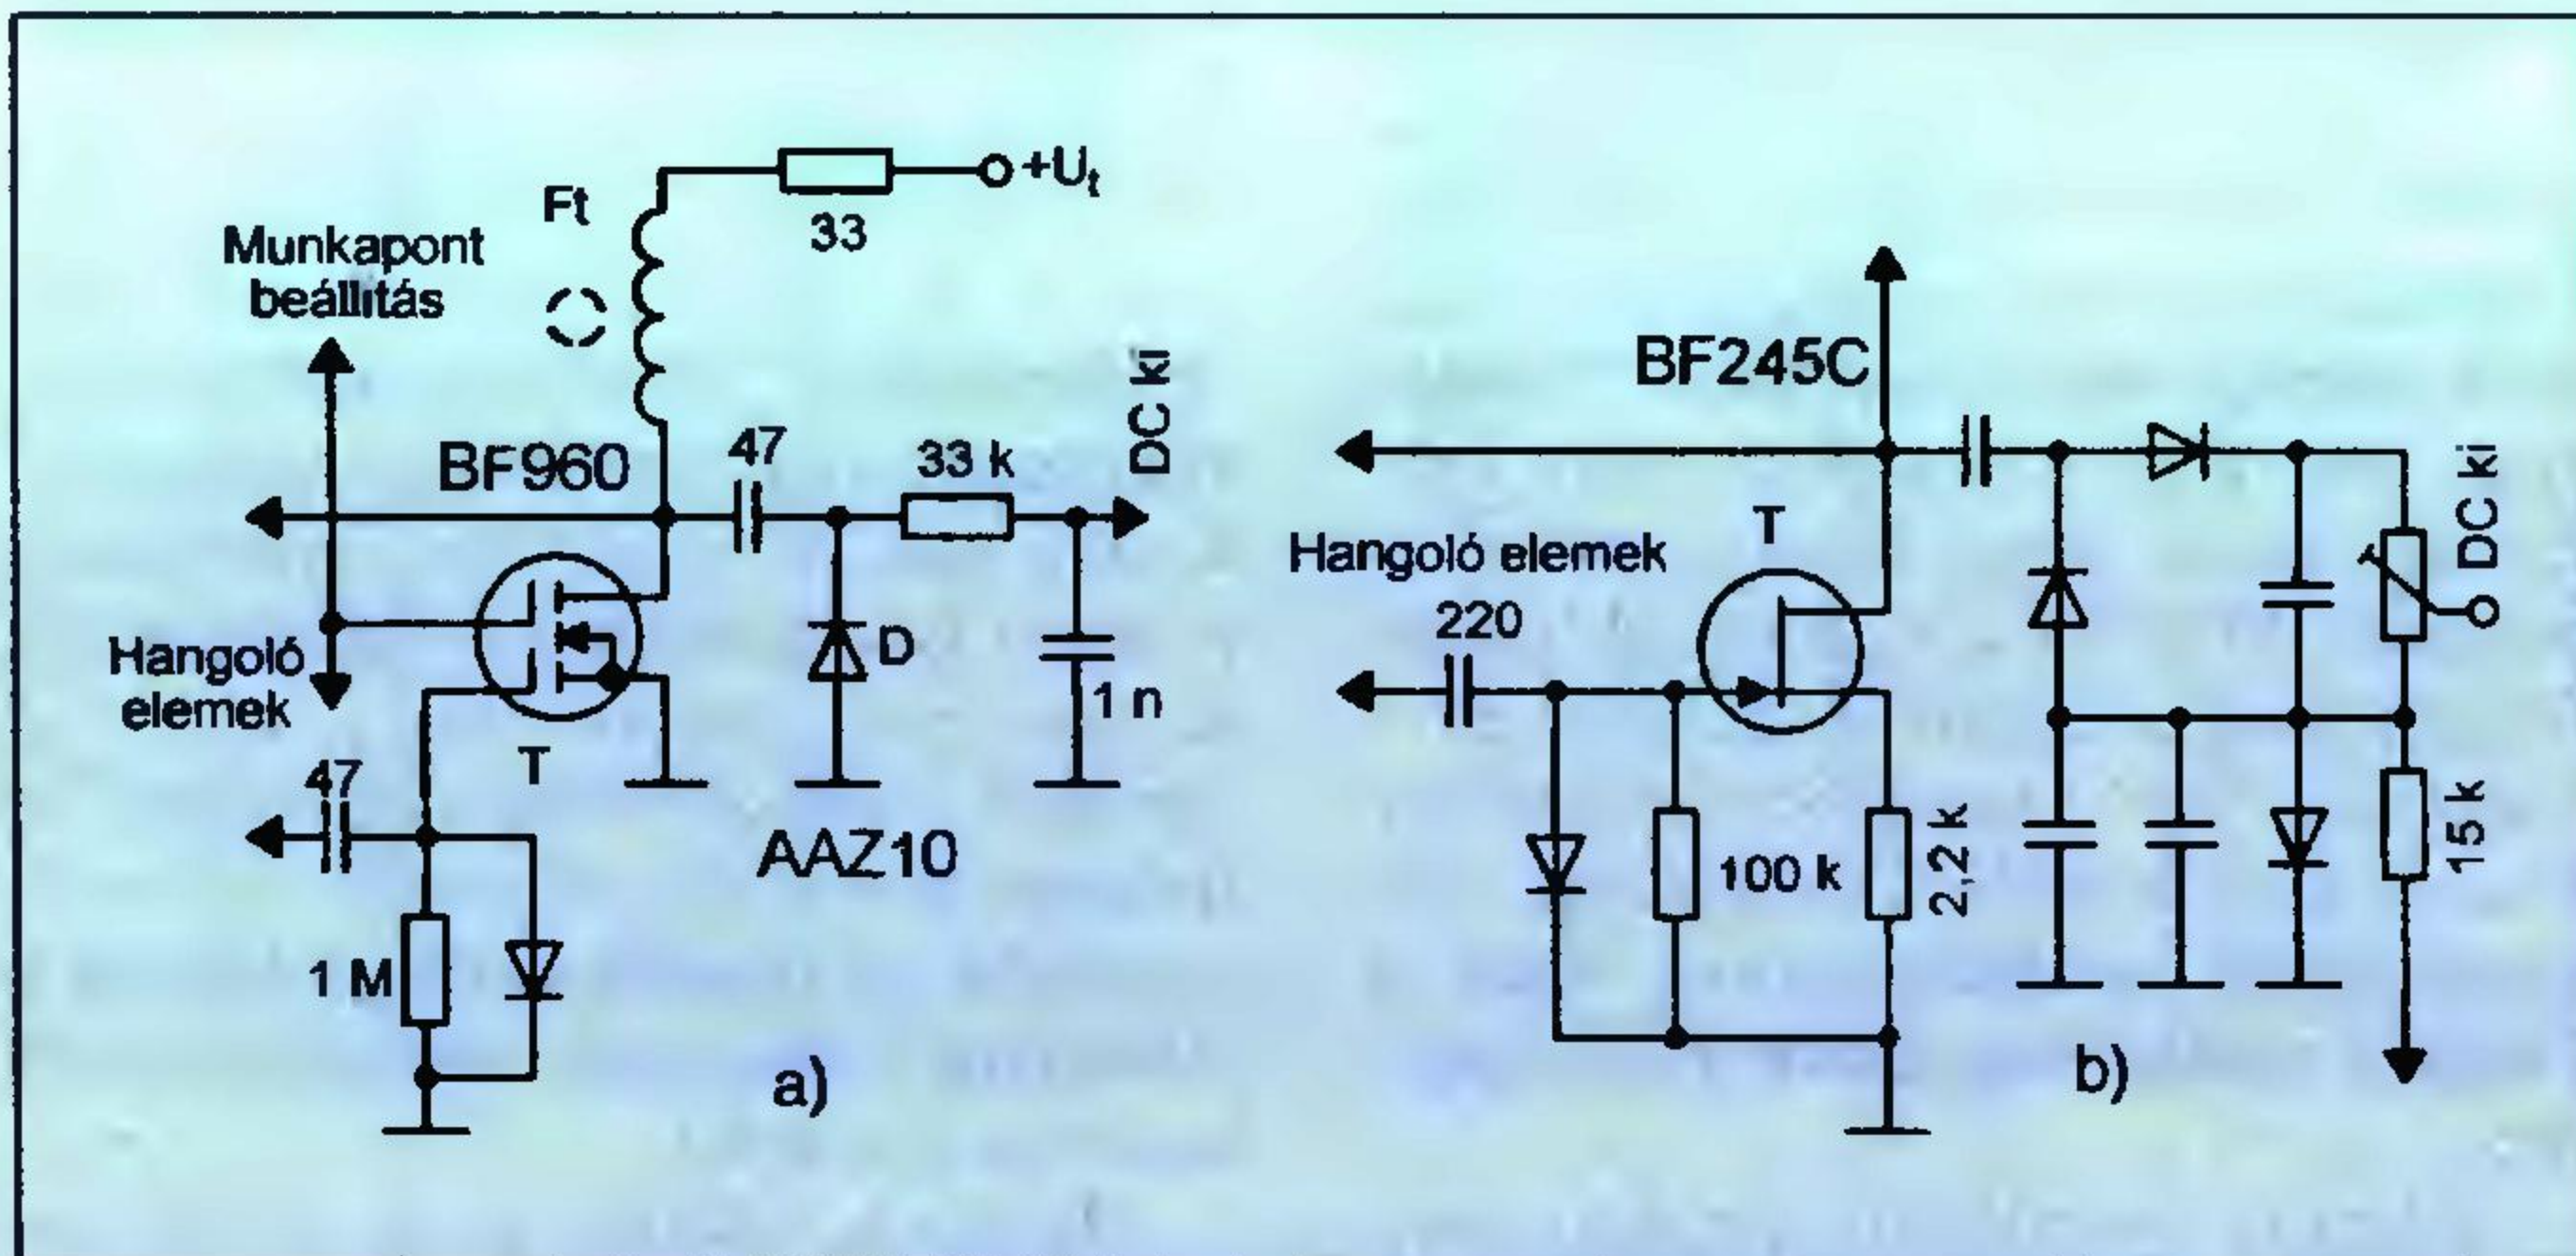 Ft
33
+Ut
Munkapont
beállítás
BF960
47
33 k
DC ki
D
1 n
Hangoló
elemek
T
47
AAZ10
1 M
a)
BF245C
T
DC ki
Hangoló elemek
220
100 k
2,2 k
15 k
b)